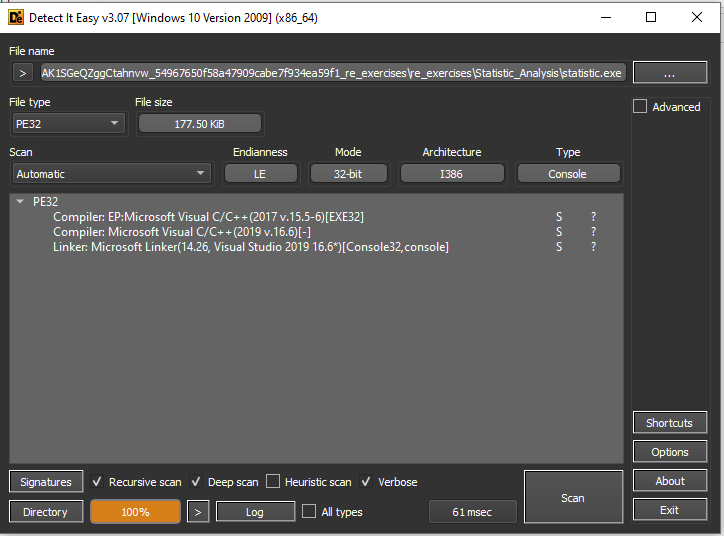 Detect It Easy v3.07 [Windows 10 Version 2009] (x86_64)
File name
> AK1SGeQZggCtahnvw_54967650f58a47909cabe7f934ea59f1_re_exercises\re_exercises\Statistic_Analysis\statistic.exe ...
File type File size
PE32 177.50 KiB
Advanced
Scan Endianness Mode Architecture Type
Automatic LE 32-bit I386 Console
PE32
Compiler: EP:Microsoft Visual C/C++(2017 v.15.5-6)[EXE32] S ?
Compiler: Microsoft Visual C/C++(2019 v.16.6)[-] S ?
Linker: Microsoft Linker(14.26, Visual Studio 2019 16.6*)[Console32,console] S ?
Shortcuts
Options
Signatures Recursive scan Deep scan Heuristic scan Verbose
Scan
About
Directory 100% > Log All types 61 msec
Exit